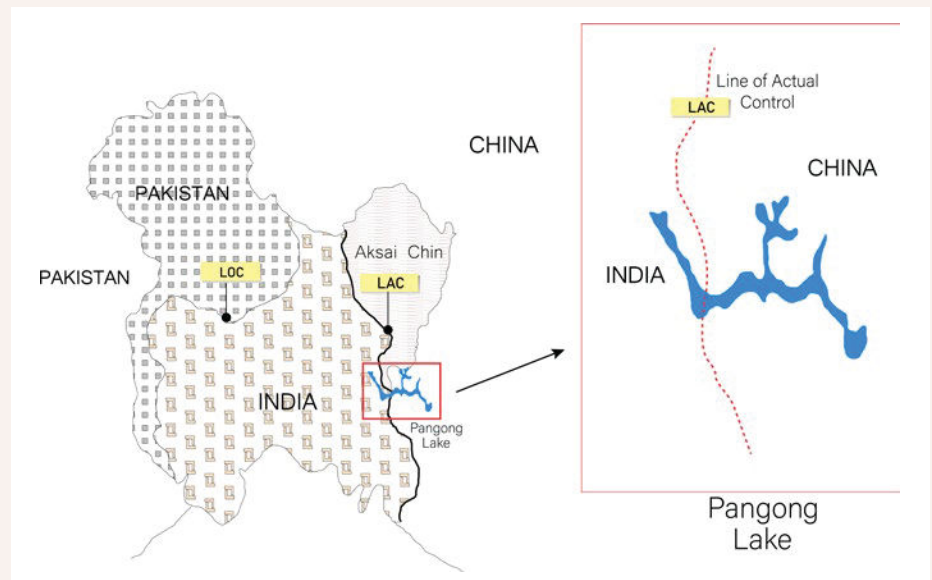 CHINA
PAKISTAN
PAKISTAN
LOC
Aksai Chin
LAC
INDIA
Pangong
Lake
Line of Actual
Control
LAC
CHINA
INDIA
Pangong
Lake